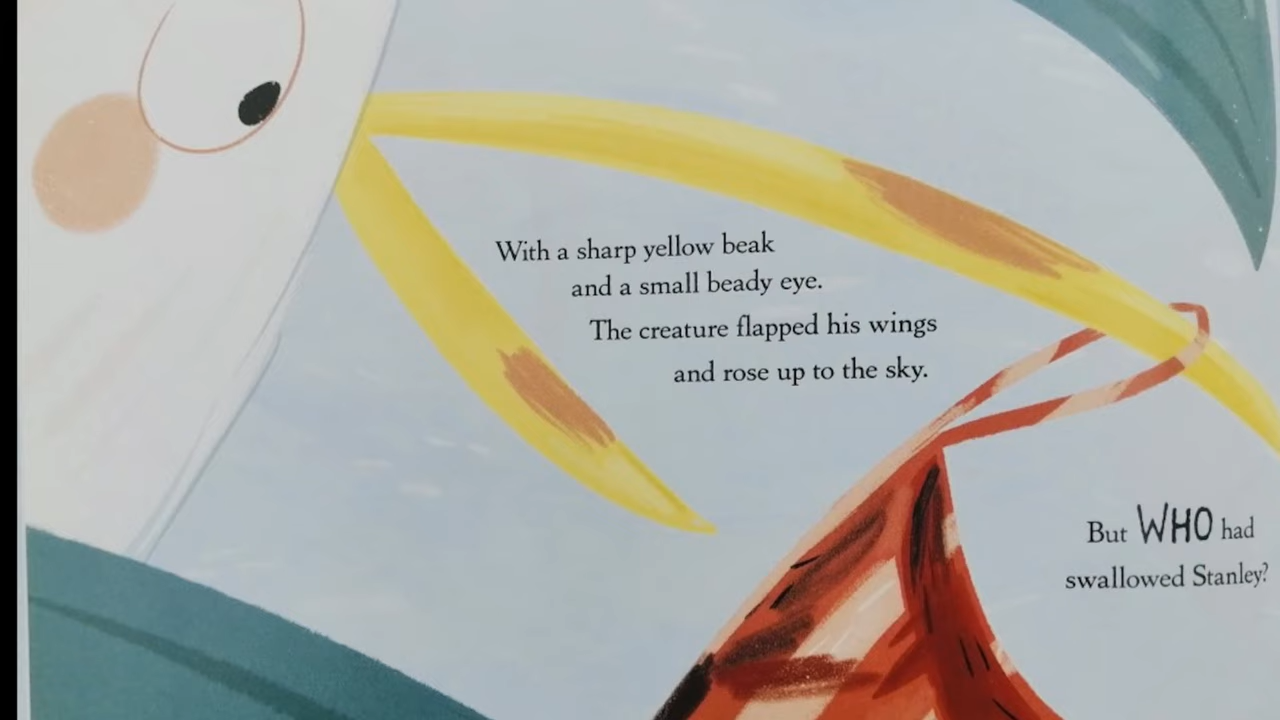 With a sharp yellow beak
and a small beady eye.
The creature flapped his wings
and rose up to the sky.
But WHO had
swallowed Stanley?